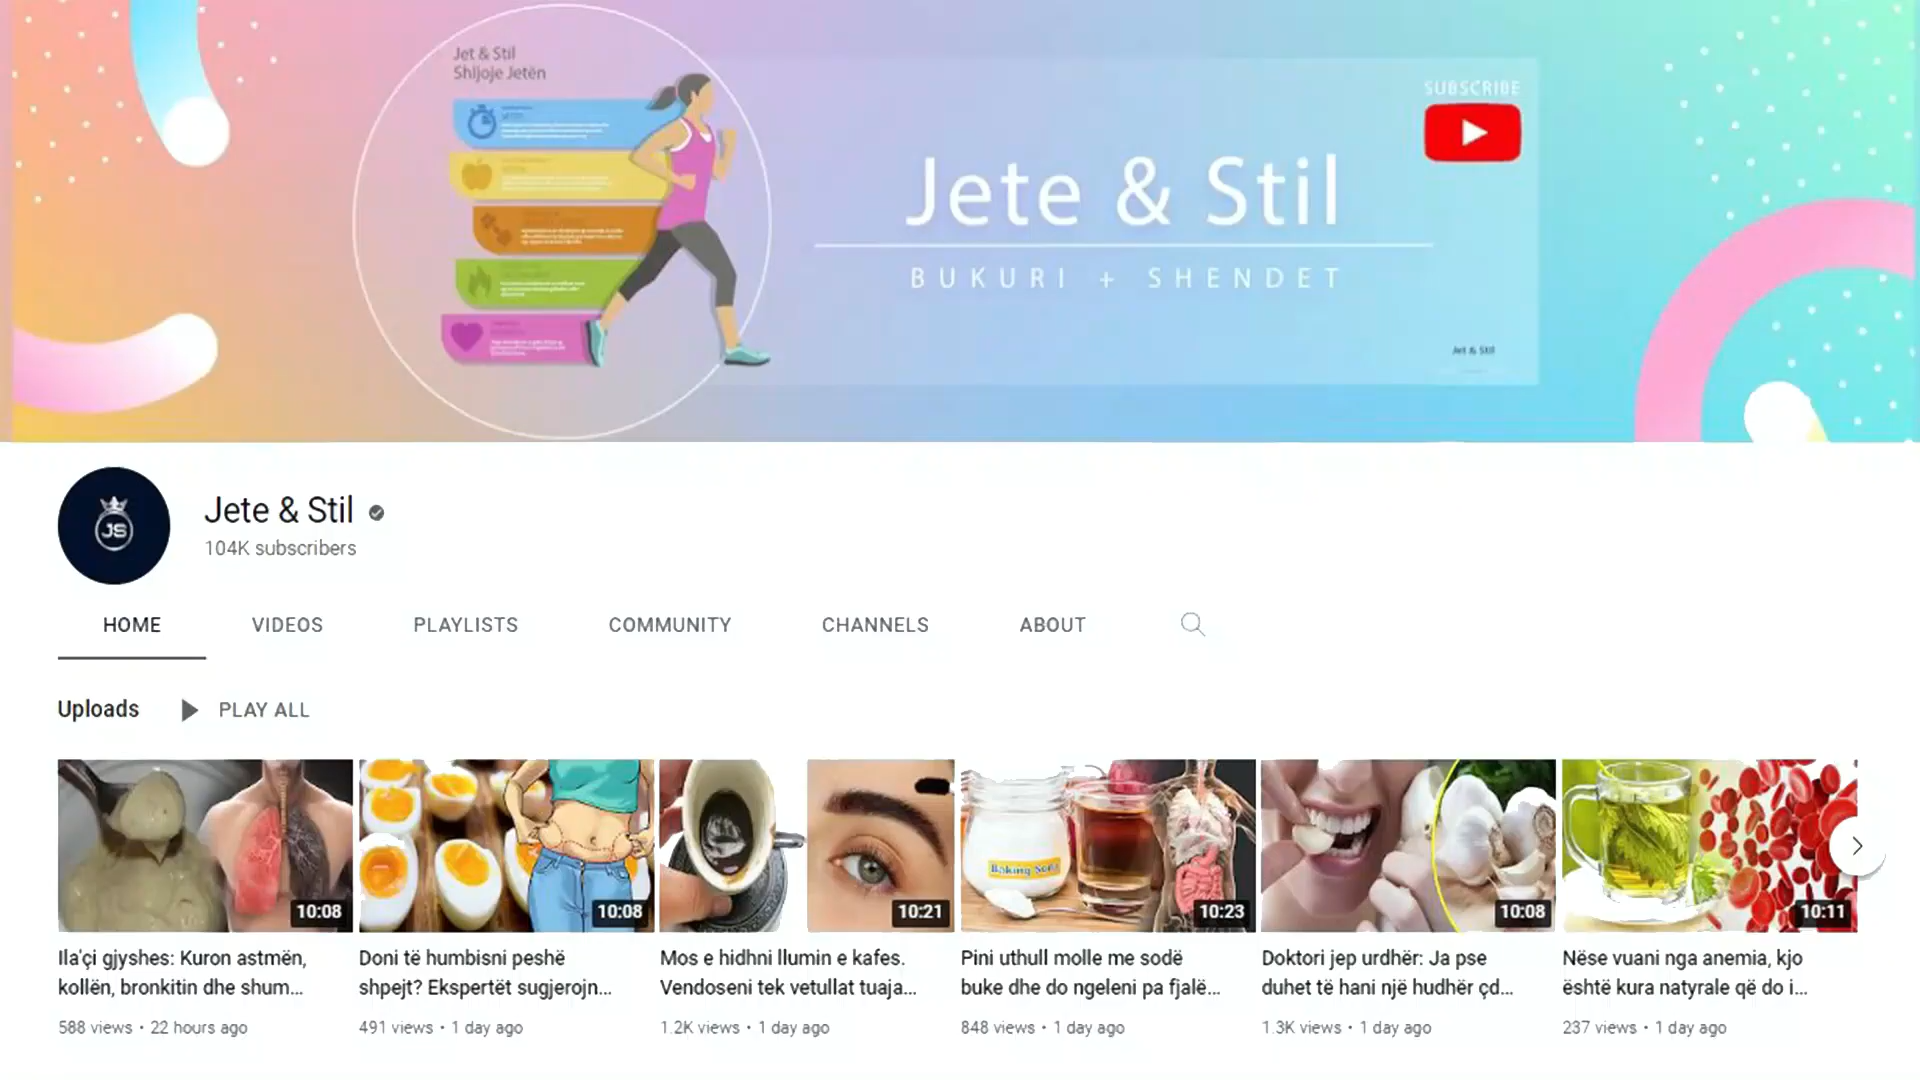 Jet & Stil
Shijoje Jetën
SUBSCRIBE
Jete & Stil
BUKURI + SHENDET
Jet & Stil
JS
Jete & Stil
104K subscribers
HOME VIDEOS PLAYLISTS COMMUNITY CHANNELS ABOUT
Uploads PLAY ALL
Baking Soda
10:08 10:08 10:21 10:23 10:08 10:11
Ila'çi gjyshes: Kuron astmën,
kollën, bronkitin dhe shum...
588 views • 22 hours ago
Doni të humbisni peshë
shpejt? Ekspertët sugjerojn...
491 views • 1 day ago
Mos e hidhni llumin e kafes.
Vendoseni tek vetullat tuaja...
1.2K views • 1 day ago
Pini uthull molle me sodë
buke dhe do ngeleni pa fjalë...
848 views • 1 day ago
Doktori jep urdhër: Ja pse
duhet të hani një hudhër çd...
1.3K views • 1 day ago
Nëse vuani nga anemia, kjo
është kura natyrale që do i...
237 views • 1 day ago